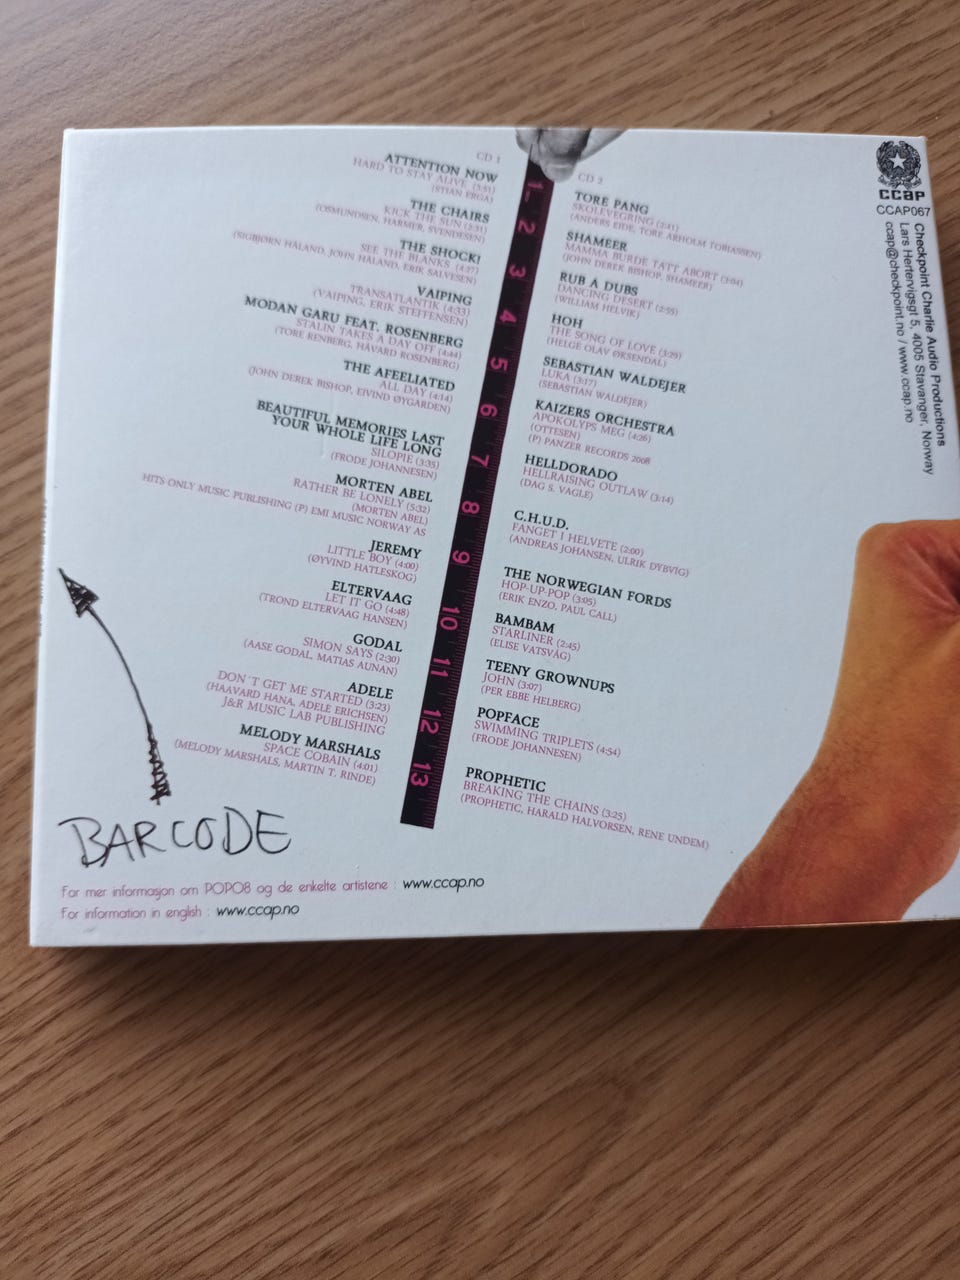 CD 1
ATTENTION NOW
HARD TO STAY ALIVE (3:51)
(STIAN ERGA)
THE CHAIRS
KICK THE SUN (2:31)
(OSMUNDSEN, HARMER, SVENDESEN)
THE SHOCK!
SEE THE BLANKS (4:27)
(SIGBJØRN HÅLAND, JOHN HÅLAND, ERIK SALVESEN)
VAIPING
TRANSATLANTIK (4:33)
(VAIPING, ERIK STEFFENSEN)
MODAN GARU FEAT. ROSENBERG
STALIN TAKES A DAY OFF (4:44)
(TORE RENBERG, HÅVARD ROSENBERG)
THE AFEELIATED
ALL DAY (4:14)
(JOHN DEREK BISHOP, EIVIND ØYGARDEN)
BEAUTIFUL MEMORIES LAST
YOUR WHOLE LIFE LONG
SILOPIE (3:35)
(FRODE JOHANNESEN)
MORTEN ABEL
RATHER BE LONELY (5:32)
(MORTEN ABEL)
HITS ONLY MUSIC PUBLISHING (P) EMI MUSIC NORWAY AS
JEREMY
LITTLE BOY (4:00)
(ØYVIND HATLESKOG)
ELTERVAAG
LET IT GO (4:48)
(TROND ELTERVAAG HANSEN)
GODAL
SIMON SAYS (2:30)
(AASE GODAL, MATIAS AUNAN)
ADELE
DON´T GET ME STARTED (3:23)
(HAAVARD HANA, ADELE ERICHSEN)
J&R MUSIC LAB PUBLISHING
MELODY MARSHALS
SPACE COBAIN (4:01)
(MELODY MARSHALS, MARTIN T. RINDE)
1
2
3
4
5
6
7
8
9
10
11
12
13
CD 2
TORE PANG
SKOLEVEGRING (3:41)
(ANDERS EIDE, TORE ARHOLM TOBIASSEN)
SHAMEER
MAMMA BURDE TATT ABORT (3:04)
(JOHN DEREK BISHOP, SHAMEER)
RUB A DUBS
DANCING DESERT (2:55)
(WILLIAM HELVIK)
HOH
THE SONG OF LOVE (3:29)
(HELGE OLAV ØRSENDAL)
SEBASTIAN WALDEJER
LUKA (3:17)
(SEBASTIAN WALDEJER)
KAIZERS ORCHESTRA
APOKOLYPS MEG (4:26)
(OTTESEN)
(P) PANZER RECORDS 2008
HELLDORADO
HELLRAISING OUTLAW (3:14)
(DAG S. VAGLE)
C.H.U.D.
FANGET I HELVETE (2:00)
(ANDREAS JOHANSEN, ULRIK DYBVIG)
THE NORWEGIAN FORDS
HOP-UP-POP (3:05)
(ERIK ENZO, PAUL CALL)
BAMBAM
STARLINER (2:45)
(ELISE VATSVÅG)
TEENY GROWNUPS
JOHN (3:07)
(PER EBBE HELBERG)
POPFACE
SWIMMING TRIPLETS (4:54)
(FRODE JOHANNESEN)
PROPHETIC
BREAKING THE CHAINS (3:25)
(PROPHETIC, HARALD HALVORSEN, RENE UNDEM)
ccap
CCAP067
Checkpoint Charlie Audio Productions
Lars Hertervigsgt 5, 4005 Stavanger, Norway
ccap@checkpoint.no / www.ccap.no
BARCODE
For mer informasjon om POP08 og de enkelte artistene : www.ccap.no
For information in english : www.ccap.no